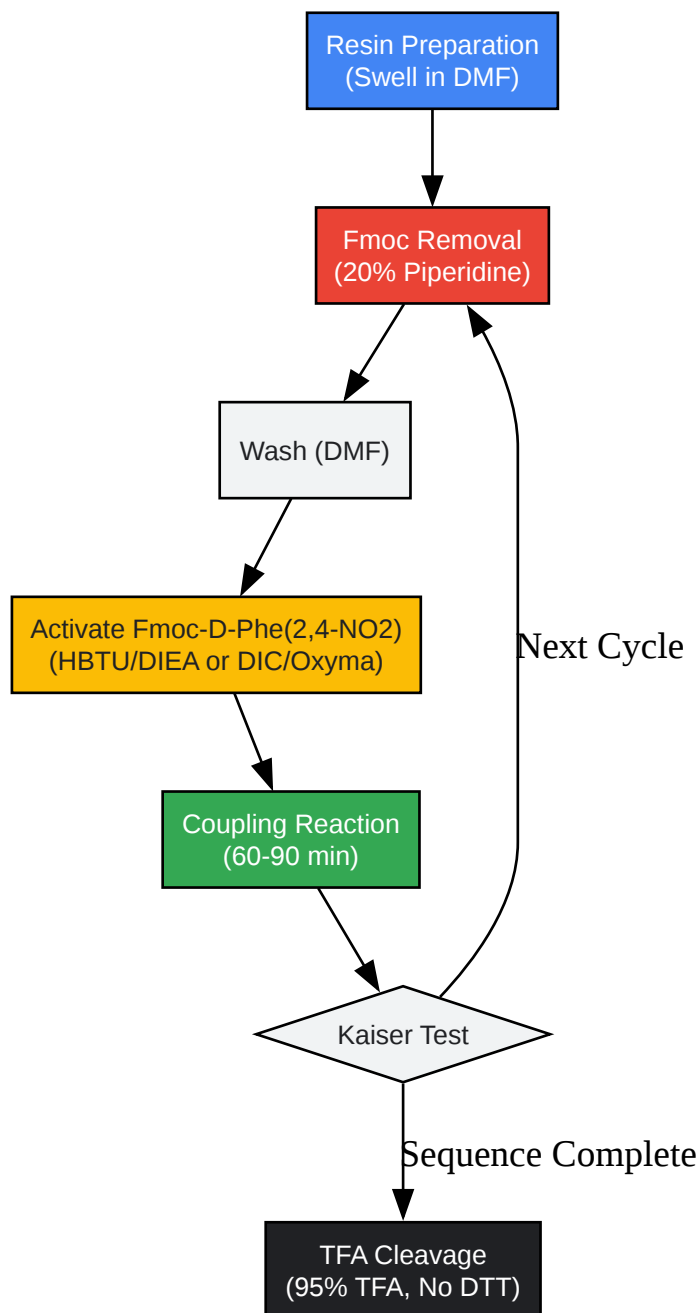 Resin Preparation
(Swell in DMF)
Fmoc Removal
(20% Piperidine)
Wash (DMF)
Activate Fmoc-D-Phe(2,4-NO2)
(HBTU/DIEA or DIC/Oxyma)
Next Cycle
Coupling Reaction
(60-90 min)
Kaiser Test
Sequence Complete
TFA Cleavage
(95% TFA, No DTT)